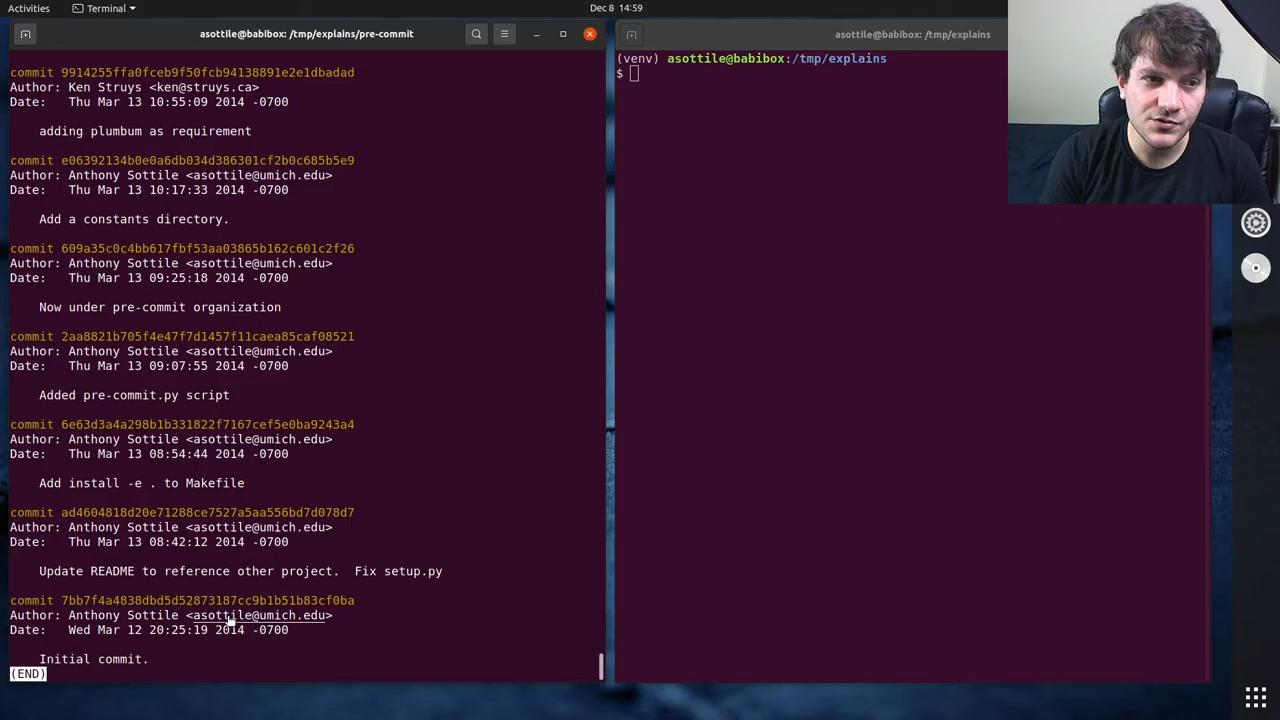 Activities
Terminal
Dec 8 14:59
asottile@babibox: /tmp/explains/pre-commit
commit 9914255ffa0fceb9f50fcb94138891e2e1dbadad
Author: Ken Struys <ken@struys.ca>
Date:   Thu Mar 13 10:55:09 2014 -0700
adding plumbum as requirement
commit e06392134b0e0a6db034d386301cf2b0c685b5e9
Author: Anthony Sottile <asottile@umich.edu>
Date:   Thu Mar 13 10:17:33 2014 -0700
Add a constants directory.
commit 609a35c0c4bb617fbf53aa03865b162c601c2f26
Author: Anthony Sottile <asottile@umich.edu>
Date:   Thu Mar 13 09:25:18 2014 -0700
Now under pre-commit organization
commit 2aa8821b705f4e47f7d1457f11caea85caf08521
Author: Anthony Sottile <asottile@umich.edu>
Date:   Thu Mar 13 09:07:55 2014 -0700
Added pre-commit.py script
commit 6e63d3a4a298b1b331822f7167cef5e0ba9243a4
Author: Anthony Sottile <asottile@umich.edu>
Date:   Thu Mar 13 08:54:44 2014 -0700
Add install -e . to Makefile
commit ad4604818d20e71288ce7527a5aa556bd7d078d7
Author: Anthony Sottile <asottile@umich.edu>
Date:   Thu Mar 13 08:42:12 2014 -0700
Update README to reference other project.  Fix setup.py
commit 7bb7f4a4838dbd5d52873187cc9b1b51b83cf0ba
Author: Anthony Sottile <asottile@umich.edu>
Date:   Wed Mar 12 20:25:19 2014 -0700
Initial commit.
(END)
asottile@babibox: /tmp/explains
(venv) asottile@babibox:/tmp/explains
$